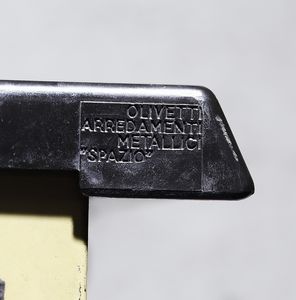 OLIVETTI
ARREDAMENTI
METALLICI
"SPAZIO"